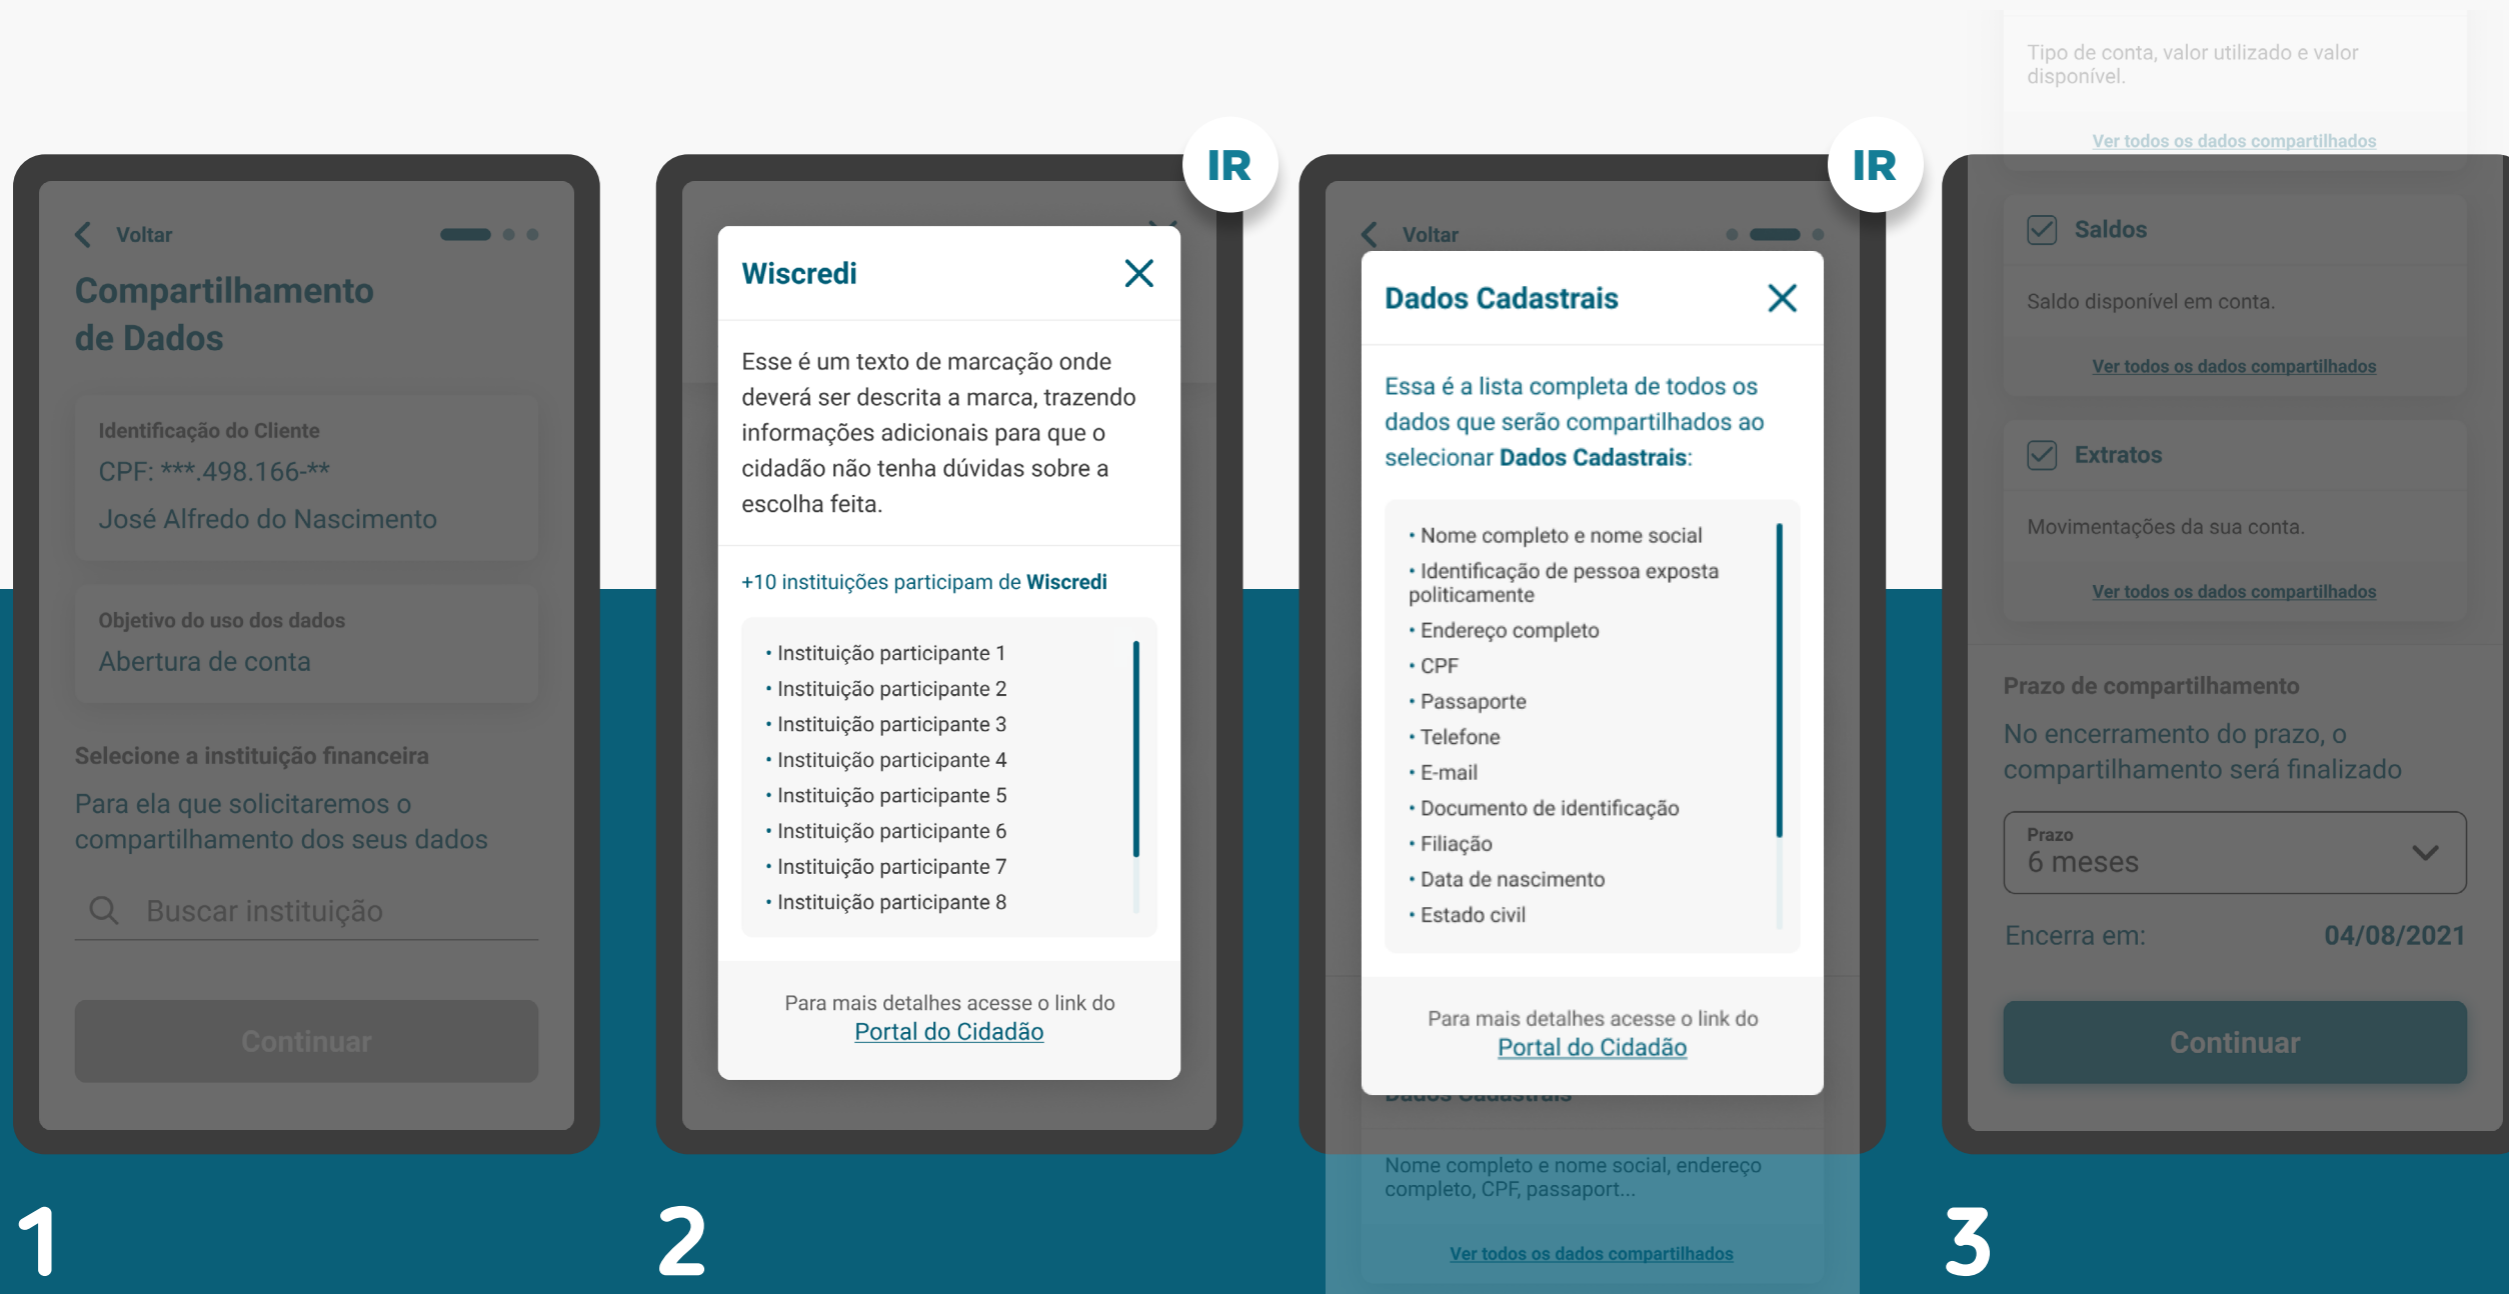 Voltar
Compartilhamento
de Dados
Identificação do Cliente
CPF: ***.498.166-**
José Alfredo do Nascimento
Objetivo do uso dos dados
Abertura de conta
Selecione a instituição financeira
Para ela que solicitaremos o
compartilhamento dos seus dados
Buscar instituição
Continuar
1
IR
Wiscredi
Esse é um texto de marcação onde
deverá ser descrita a marca, trazendo
informações adicionais para que o
cidadão não tenha dúvidas sobre a
escolha feita.
+10 instituições participam de Wiscredi
• Instituição participante 1
• Instituição participante 2
• Instituição participante 3
• Instituição participante 4
• Instituição participante 5
• Instituição participante 6
• Instituição participante 7
• Instituição participante 8
Para mais detalhes acesse o link do
Portal do Cidadão
2
IR
Voltar
Dados Cadastrais
Essa é a lista completa de todos os
dados que serão compartilhados ao
selecionar Dados Cadastrais:
• Nome completo e nome social
• Identificação de pessoa exposta
politicamente
• Endereço completo
• CPF
• Passaporte
• Telefone
• E-mail
• Documento de identificação
• Filiação
• Data de nascimento
• Estado civil
Para mais detalhes acesse o link do
Portal do Cidadão
Dados Cadastrais
Nome completo e nome social, endereço
completo, CPF, passaport...
Ver todos os dados compartilhados
Tipo de conta, valor utilizado e valor
disponível.
Ver todos os dados compartilhados
Saldos
Saldo disponível em conta.
Ver todos os dados compartilhados
Extratos
Movimentações da sua conta.
Ver todos os dados compartilhados
Prazo de compartilhamento
No encerramento do prazo, o
compartilhamento será finalizado
Prazo
6 meses
Encerra em: 04/08/2021
Continuar
3